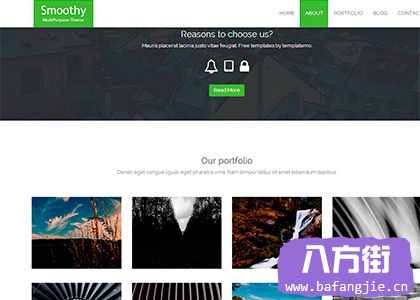 Smoothy
MultiPurpose Theme
HOME
ABOUT
PORTFOLIO
BLOG
CONTAC
Reasons to choose us?
Mauris placerat lacinia justo vitae feugiat. Free templates by templatemo.
Read More
Our portfolio
Donec eget congue ligula, eget pharetra urna. Nam tempor tellus sit amet bibendum dapibus.
八方街
www.bafangjie.cn